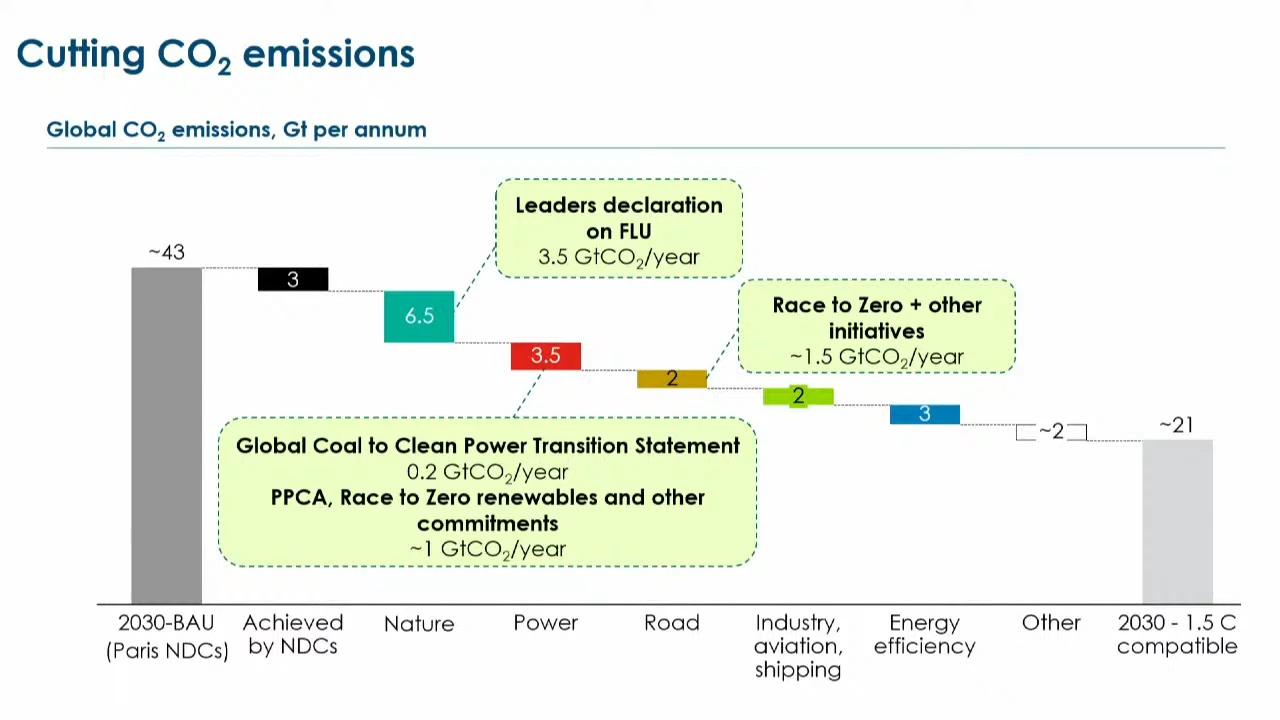 Cutting CO₂ emissions
Global CO₂ emissions, Gt per annum
Leaders declaration
on FLU
3.5 GtCO₂/year
~43
3
6.5
3.5
2
2
3
~2
~21
Race to Zero + other
initiatives
~1.5 GtCO₂/year
Global Coal to Clean Power Transition Statement
0.2 GtCO₂/year
PPCA, Race to Zero renewables and other
commitments
~1 GtCO₂/year
2030-BAU
(Paris NDCs)
Achieved
by NDCs
Nature
Power
Road
Industry,
aviation,
shipping
Energy
efficiency
Other
2030 - 1.5 C
compatible